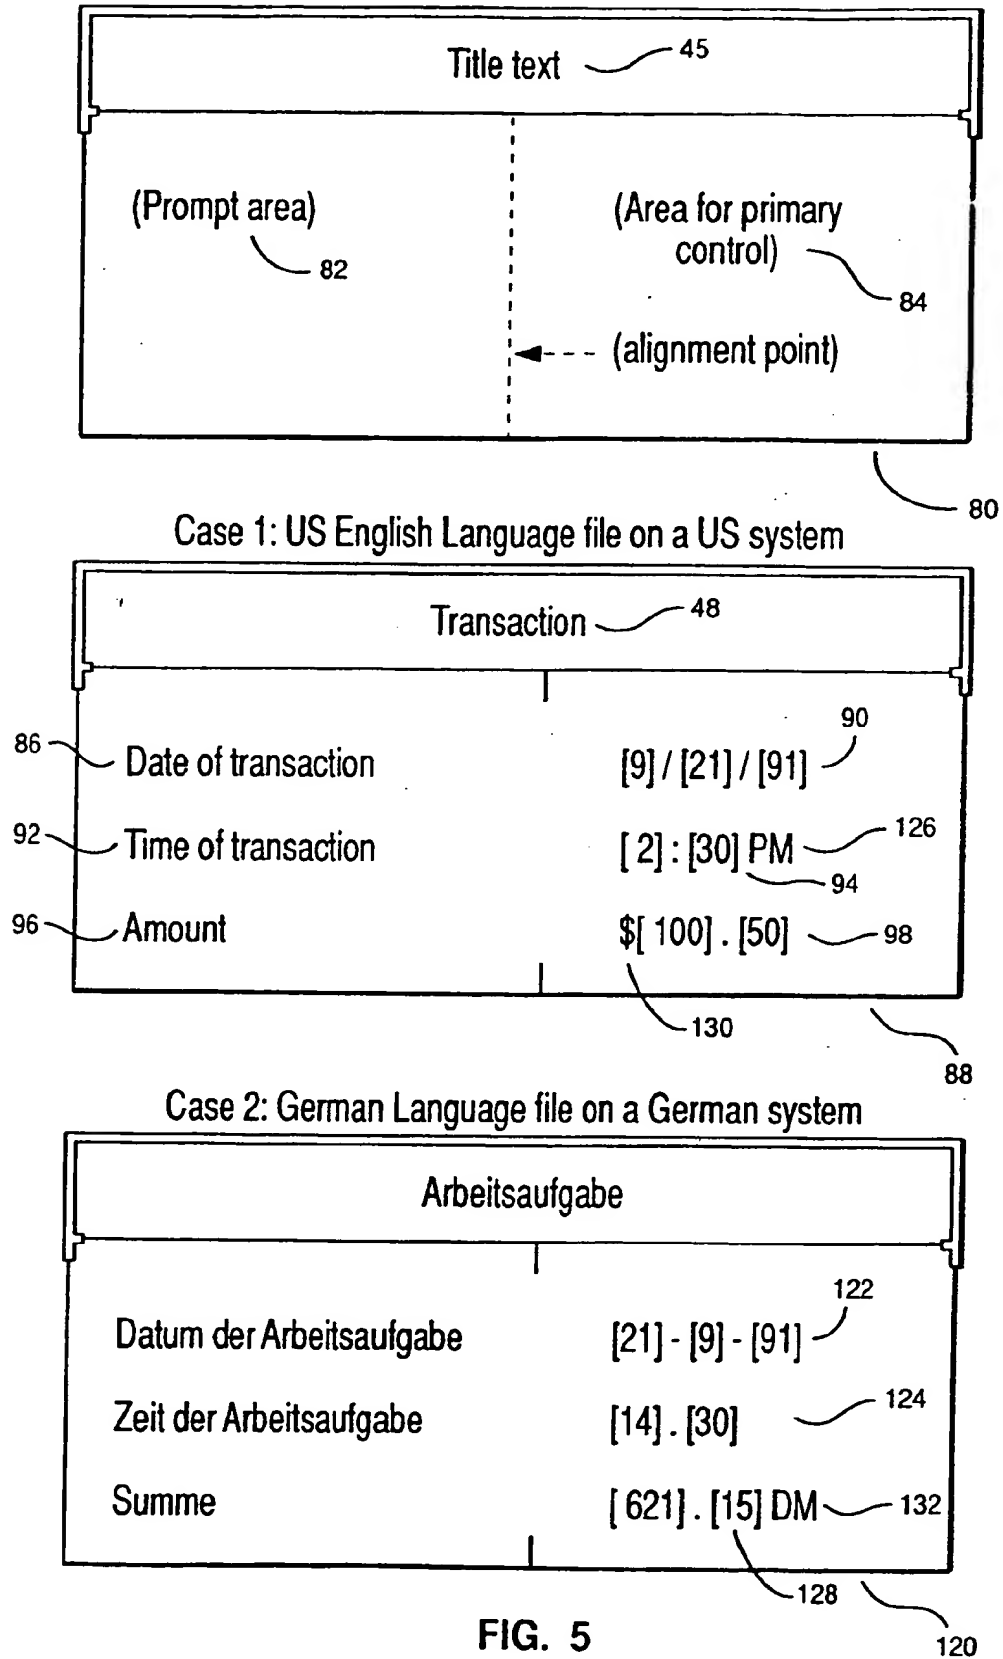 Title text 45
(Prompt area)
82
(Area for primary
control)
84
(alignment point)
80
Case 1: US English Language file on a US system
Transaction 48
90
86 Date of transaction [9] / [21] / [91]
92 Time of transaction [ 2] : [30] PM 126
94
96 Amount $[ 100] . [50] 98
130
88
Case 2: German Language file on a German system
Arbeitsaufgabe
122
Datum der Arbeitsaufgabe [21] - [9] - [91]
Zeit der Arbeitsaufgabe [14] . [30] 124
Summe [ 621] . [15] DM 132
128
120
FIG. 5